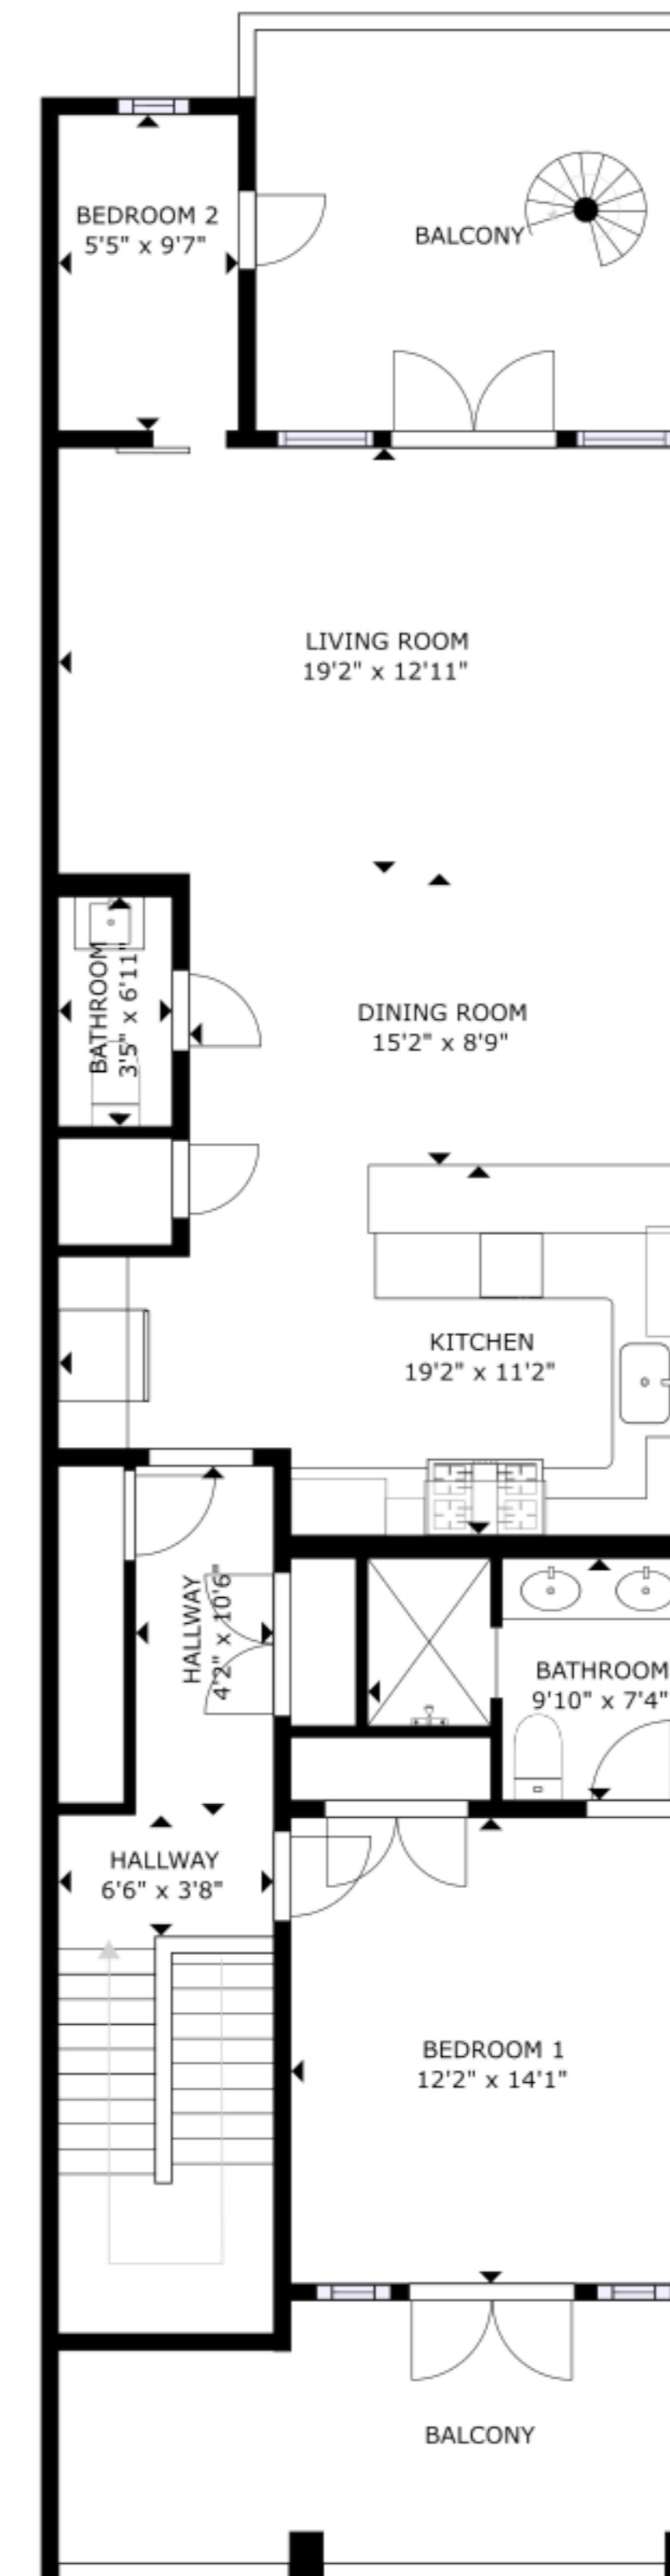 BEDROOM 2
5'5" x 9'7"
BALCONY
LIVING ROOM
19'2" x 12'11"
BATHROOM
3'5" x 6'11"
DINING ROOM
15'2" x 8'9"
KITCHEN
19'2" x 11'2"
HALLWAY
4'2" x 10'6"
BATHROOM
9'10" x 7'4"
HALLWAY
6'6" x 3'8"
BEDROOM 1
12'2" x 14'1"
BALCONY